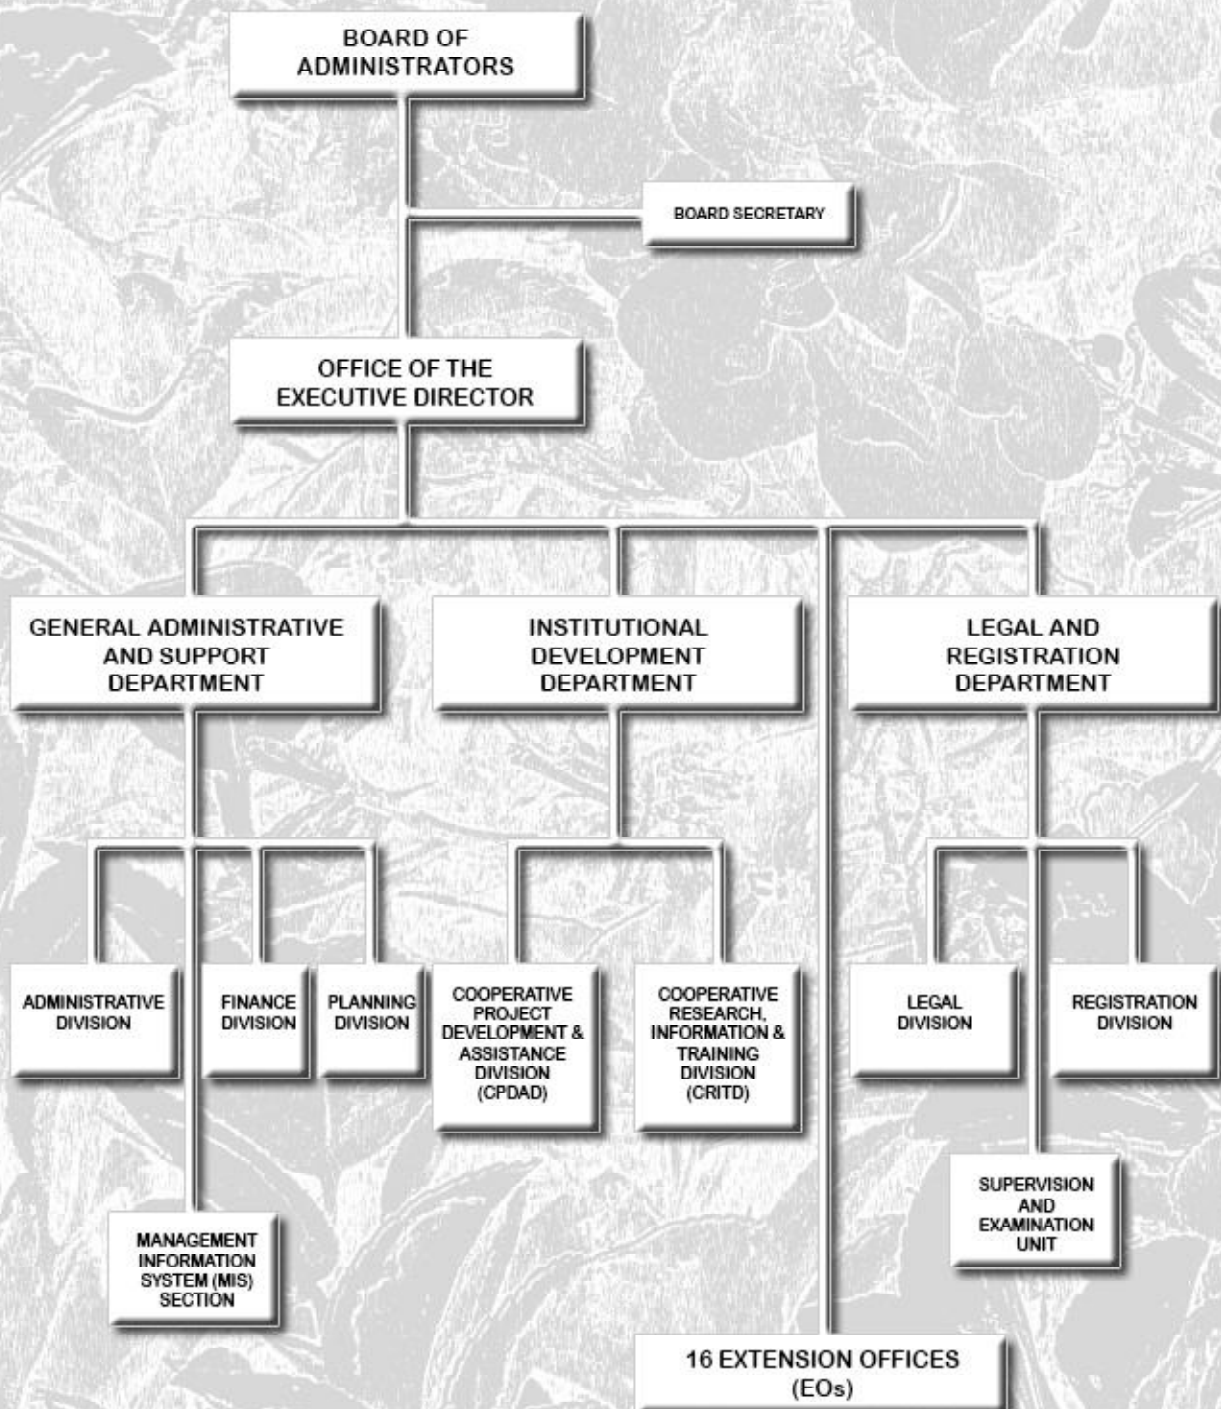 BOARD OF
ADMINISTRATORS
BOARD SECRETARY
OFFICE OF THE
EXECUTIVE DIRECTOR
GENERAL ADMINISTRATIVE
AND SUPPORT
DEPARTMENT
INSTITUTIONAL
DEVELOPMENT
DEPARTMENT
LEGAL AND
REGISTRATION
DEPARTMENT
ADMINISTRATIVE
DIVISION
FINANCE
DIVISION
PLANNING
DIVISION
COOPERATIVE
PROJECT
DEVELOPMENT &
ASSISTANCE
DIVISION
(CPDAD)
COOPERATIVE
RESEARCH,
INFORMATION &
TRAINING
DIVISION
(CRITD)
LEGAL
DIVISION
REGISTRATION
DIVISION
SUPERVISION
AND
EXAMINATION
UNIT
MANAGEMENT
INFORMATION
SYSTEM (MIS)
SECTION
16 EXTENSION OFFICES
(EOs)